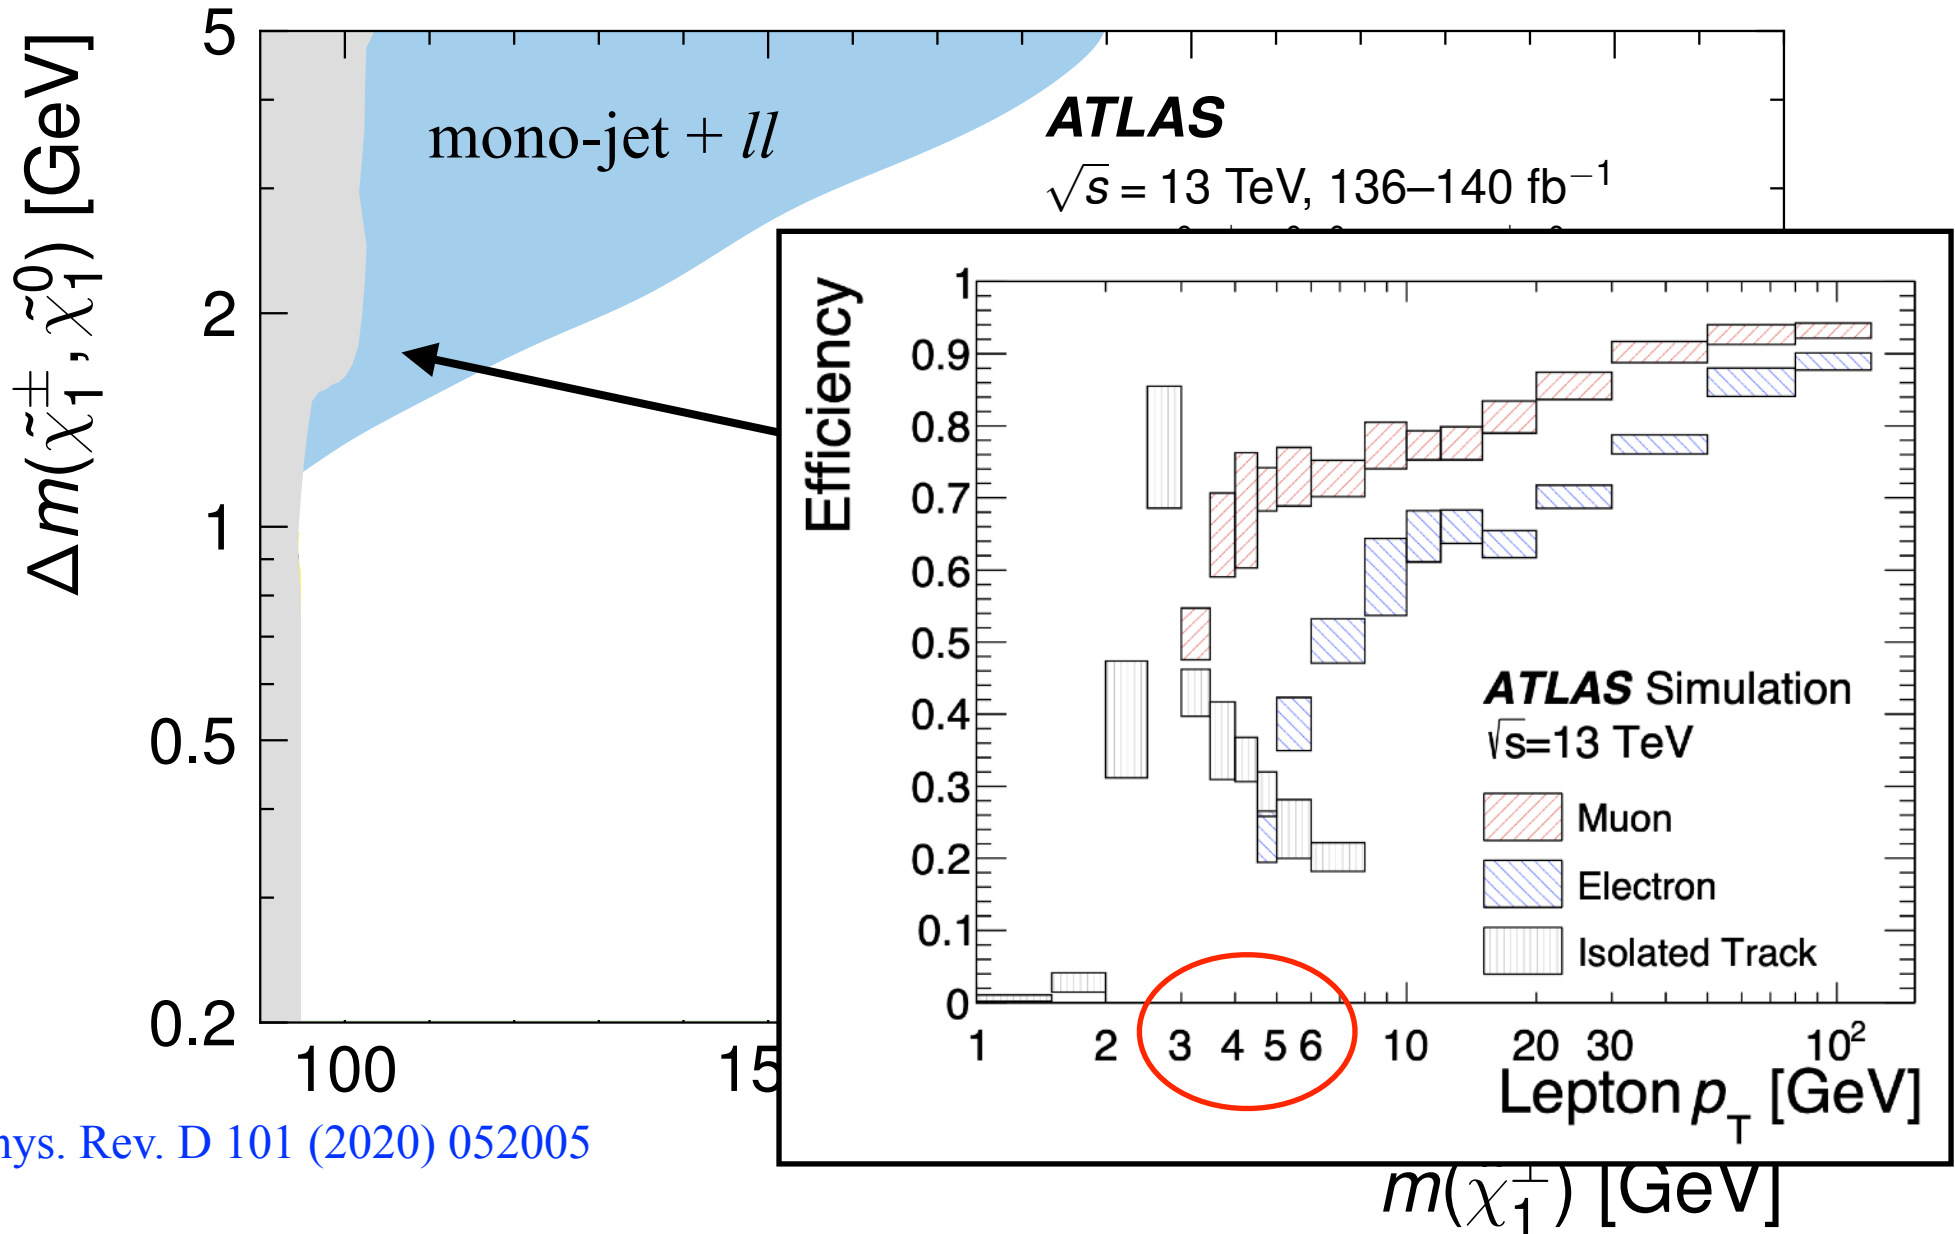 Δm(χ̃₁±, χ̃₁⁰) [GeV]
5
2
1
0.5
0.2
100
15
mono-jet + ll
ATLAS
√s = 13 TeV, 136–140 fb⁻¹
Efficiency
1
0.9
0.8
0.7
0.6
0.5
0.4
0.3
0.2
0.1
0
ATLAS Simulation
√s=13 TeV
Muon
Electron
Isolated Track
1 2 3 4 5 6 10 20 30 10²
Lepton p_T [GeV]
Phys. Rev. D 101 (2020) 052005
m(χ₁±) [GeV]